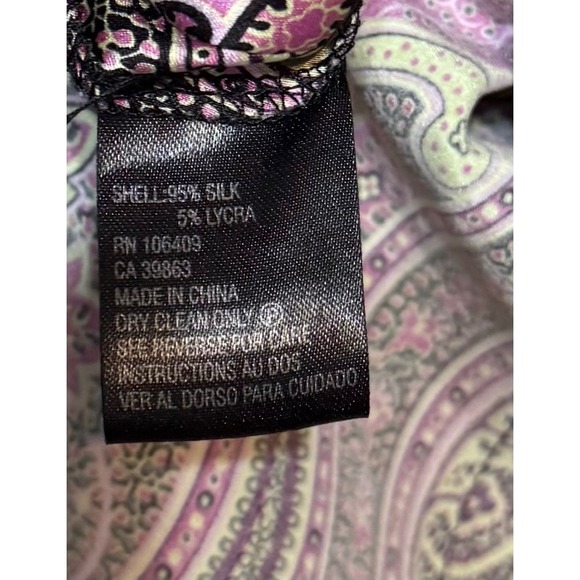 SHELL:95% SILK
5% LYCRA
RN 106409
CA 39863
MADE IN CHINA
DRY CLEAN ONLY Ⓟ
SEE REVERSE FOR CARE
INSTRUCTIONS AU DOS
VER AL DORSO PARA CUIDADO